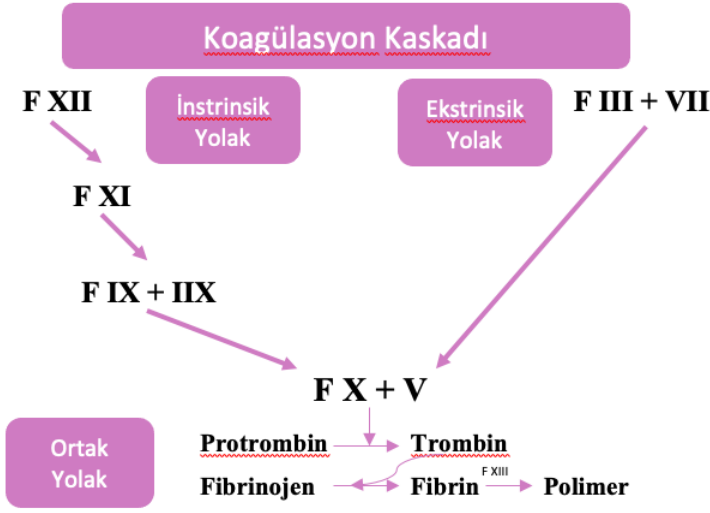 Koagülasyon Kaskadı
F XII
İnstrinsik
Yolak
Ekstrinsik
Yolak
F III + VII
F XI
F IX + IIX
F X + V
Ortak
Yolak
Protrombin
Trombin
Fibrinojen
Fibrin
F XIII
Polimer